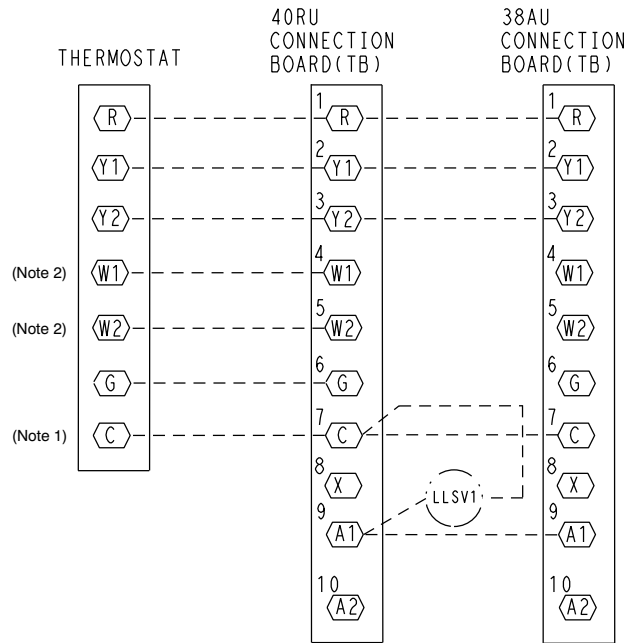 40RU
CONNECTION
BOARD(TB)
38AU
CONNECTION
BOARD(TB)
THERMOSTAT
R
1
R
1
R
Y1
2
Y1
2
Y1
Y2
3
Y2
3
Y2
(Note 2)
W1
4
W1
4
W1
(Note 2)
W2
5
W2
5
W2
G
6
G
6
G
(Note 1)
C
7
C
7
C
8
X
8
X
LLSV1
9
A1
9
A1
10
A2
10
A2